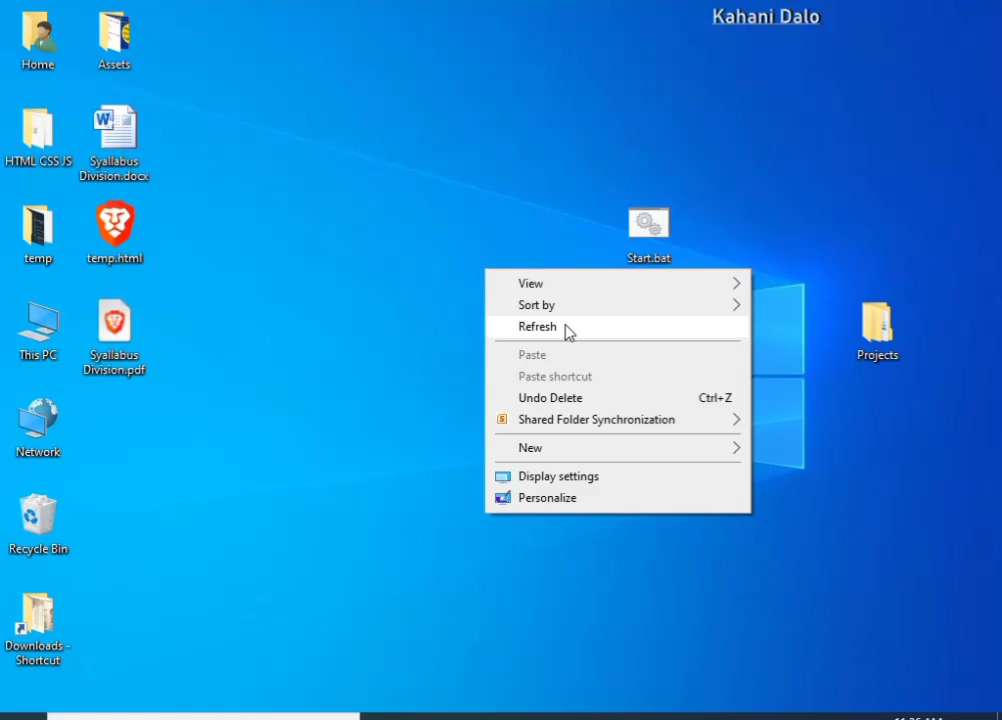 Kahani Dalo
Home
Assets
HTML CSS JS
Syallabus
Division.docx
temp
temp.html
Start.bat
This PC
Syallabus
Division.pdf
Projects
Network
Recycle Bin
Downloads -
Shortcut
View
Sort by
Refresh
Paste
Paste shortcut
Undo Delete Ctrl+Z
Shared Folder Synchronization
New
Display settings
Personalize